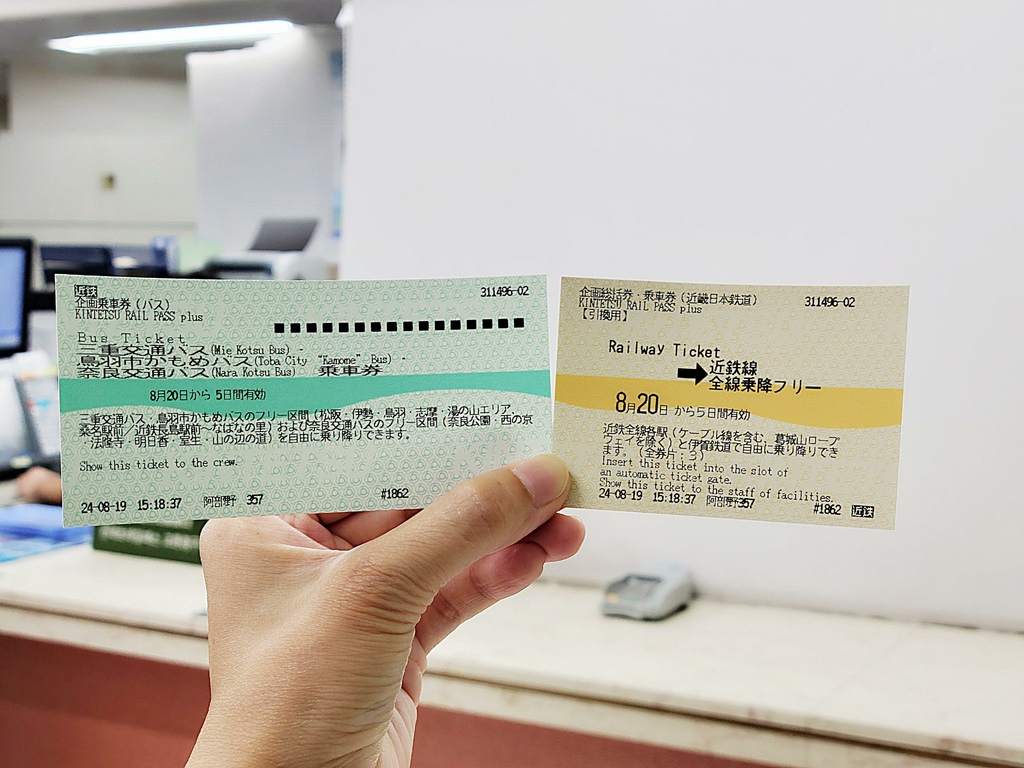 近鉄
企画乗車券（バス）
KINTETSU RAIL PASS plus
311496-02
Bus Ticket
三重交通バス(Mie Kotsu Bus)・
鳥羽市かもめバス(Toba City "Kamome" Bus)・
奈良交通バス(Nara Kotsu Bus) 乗車券
8月20日から 5日間有効
三重交通バス・鳥羽市かもめバスのフリー区間（松阪・伊勢・鳥羽・志摩・湯の山エリア、
桑名駅前／近鉄長島駅前～なばなの里）および奈良交通バスのフリー区間（奈良公園・西の京
・法隆寺・明日香・室生・山の辺の道）を自由に乗り降りできます。
Show this ticket to the crew.
24-08-19 15:18:37 阿部野 357
#1862
企画総括券・乗車券（近畿日本鉄道）
KINTETSU RAIL PASS plus
311496-02
【引換用】
Railway Ticket
➡近鉄線
全線乗降フリー
8月20日 から5日間有効
近鉄全線各駅（ケーブル線を含む、葛城山ロープ
ウェイを除く）と伊賀鉄道で自由に乗り降りでき
ます。（全券片：3）
Insert this ticket into the slot of
an automatic ticket gate.
Show this ticket to the staff of facilities.
24-08-19 15:18:37 阿部野357
#1862 近鉄